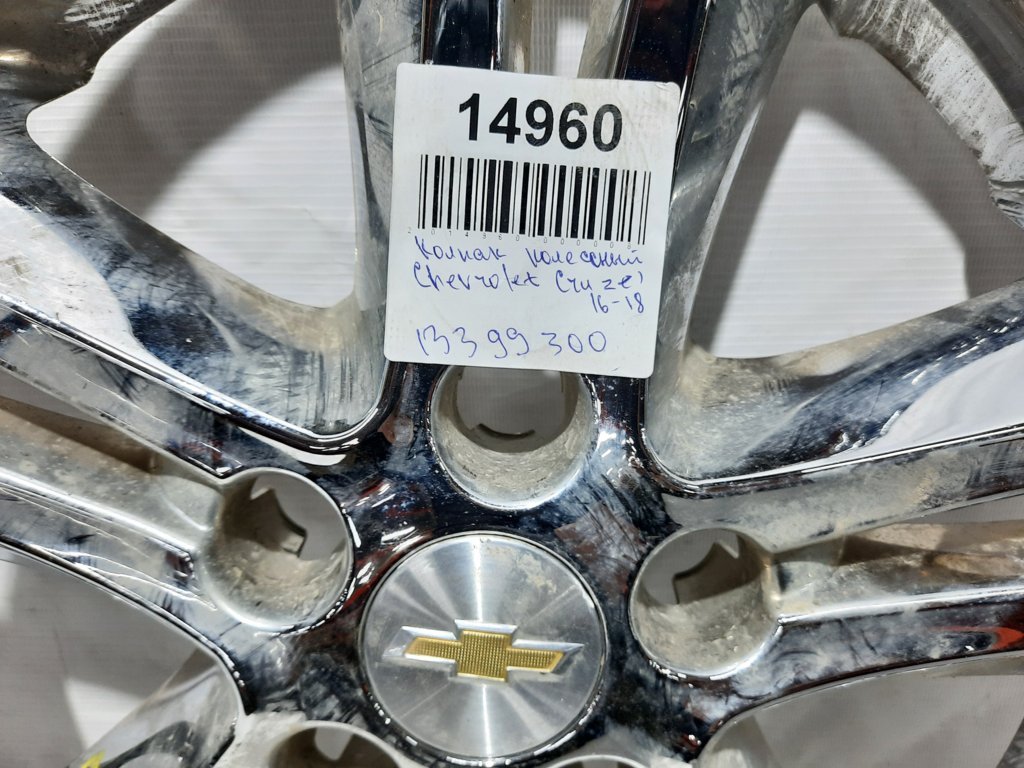 14960
Колпак колесный
Chevrolet Cruze
16-18
13399300